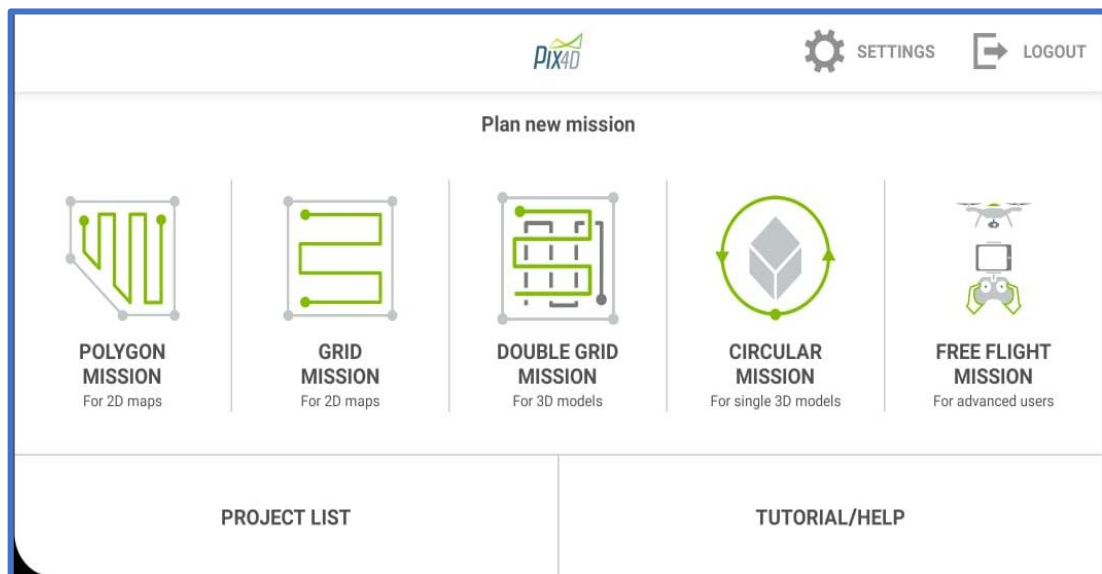 PIX4D
SETTINGS
LOGOUT
Plan new mission
POLYGON
MISSION
For 2D maps
GRID
MISSION
For 2D maps
DOUBLE GRID
MISSION
For 3D models
CIRCULAR
MISSION
For single 3D models
FREE FLIGHT
MISSION
For advanced users
PROJECT LIST
TUTORIAL/HELP